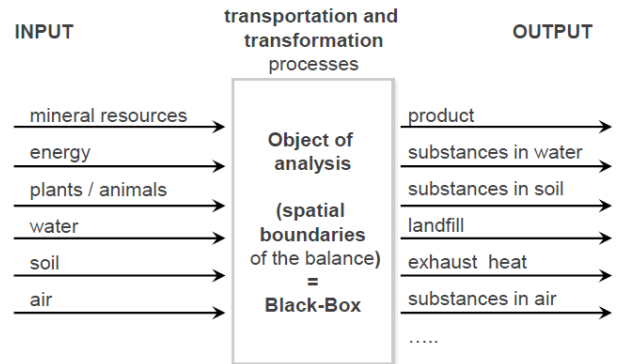 INPUT
transportation and
transformation
processes
OUTPUT
mineral resources
energy
plants / animals
water
soil
air
Object of
analysis
(spatial
boundaries
of the balance)
=
Black-Box
product
substances in water
substances in soil
landfill
exhaust heat
substances in air
.....